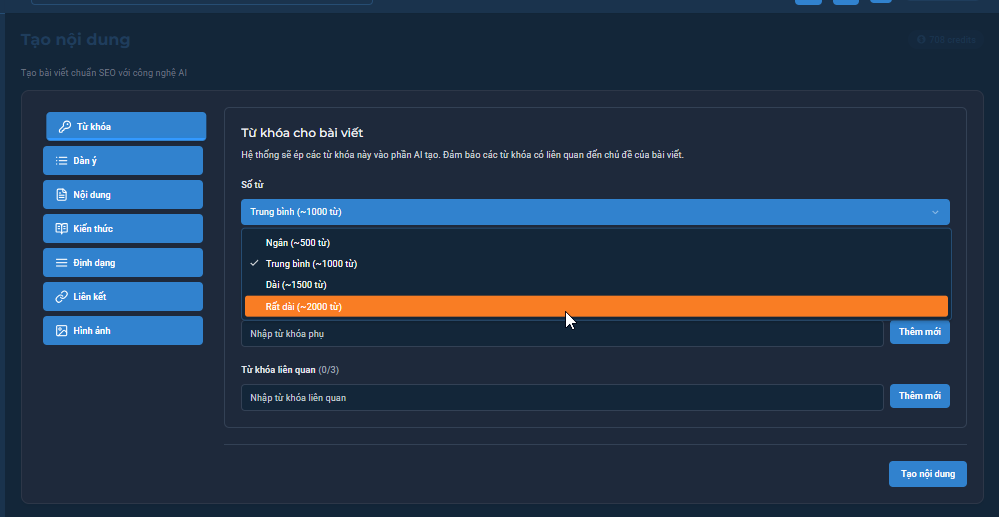 Tạo nội dung
768 credits
Tạo bài viết chuẩn SEO với công nghệ AI
Từ khóa
Dàn ý
Nội dung
Kiến thức
Định dạng
Liên kết
Hình ảnh
Từ khóa cho bài viết
Hệ thống sẽ ép các từ khóa này vào phần AI tạo. Đảm bảo các từ khóa có liên quan đến chủ đề của bài viết.
Số từ
Trung bình (~1000 từ)
Ngắn (~500 từ)
Trung bình (~1000 từ)
Dài (~1500 từ)
Rất dài (~2000 từ)
Nhập từ khóa phụ
Thêm mới
Từ khóa liên quan (0/3)
Nhập từ khóa liên quan
Thêm mới
Tạo nội dung